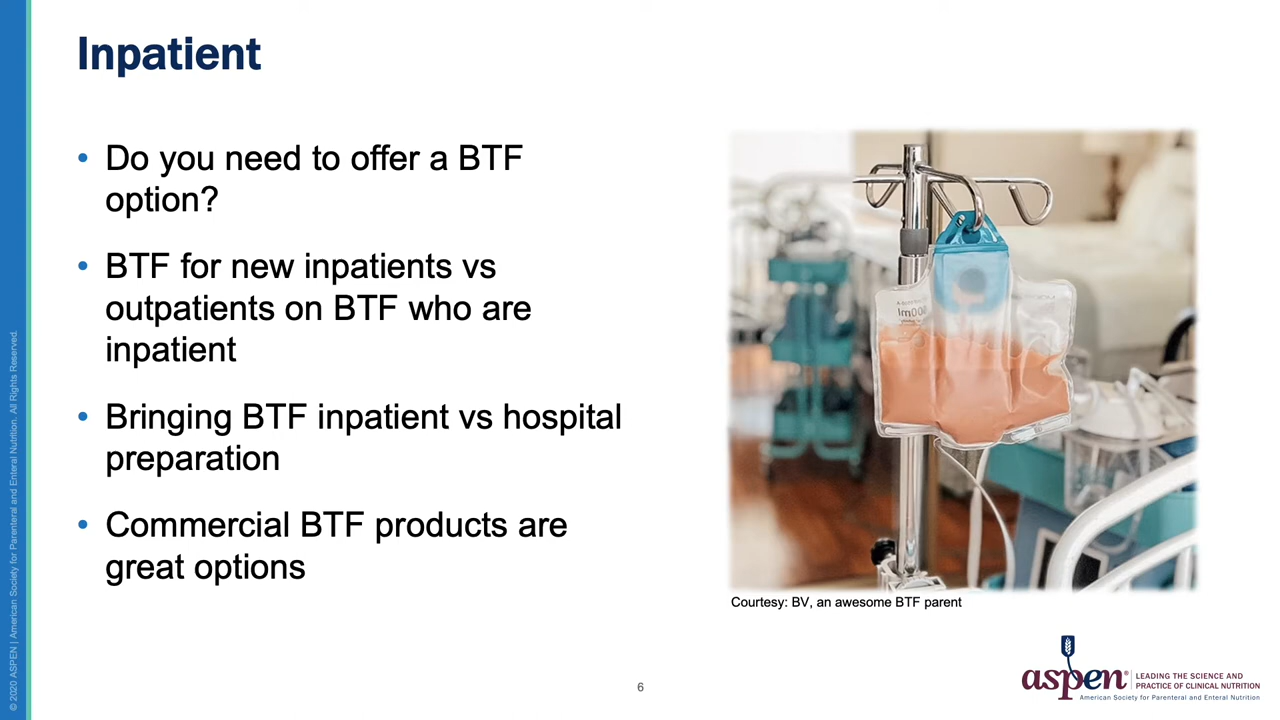 Inpatient
• Do you need to offer a BTF
option?
• BTF for new inpatients vs
outpatients on BTF who are
inpatient
• Bringing BTF inpatient vs hospital
preparation
• Commercial BTF products are
great options
Courtesy: BV, an awesome BTF parent
6
aspen®
LEADING THE SCIENCE AND
PRACTICE OF CLINICAL NUTRITION
American Society for Parenteral and Enteral Nutrition
© 2020 ASPEN | American Society for Parenteral and Enteral Nutrition. All Rights Reserved.